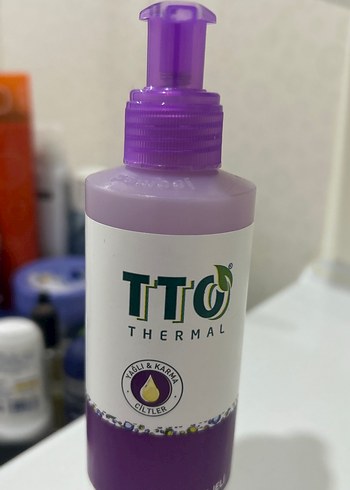 TTO®
THERMAL
YAĞLI & KARMA
CİLTLER